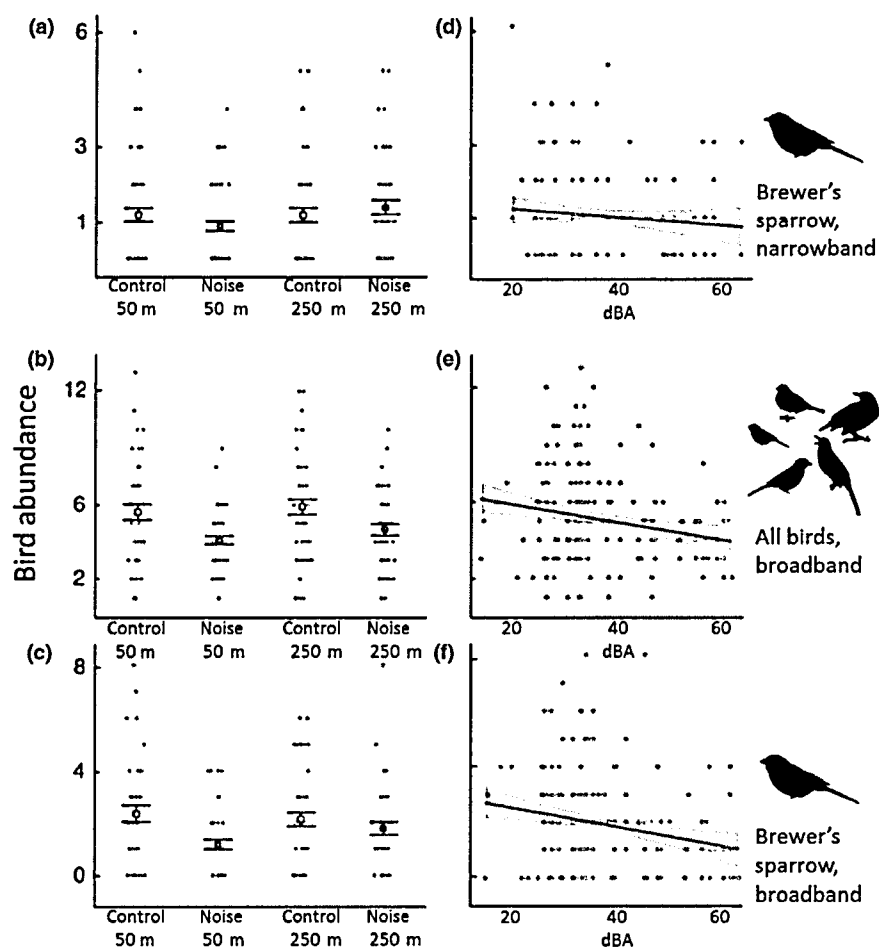 (a)
6
3
1
Control Noise Control Noise
50 m 50 m 250 m 250 m
(d)
20 40 60
dBA
Brewer's
sparrow,
narrowband
Bird abundance
(b)
12
6
2
Control Noise Control Noise
50 m 50 m 250 m 250 m
(e)
20 40 60
dBA
All birds,
broadband
(c)
8
4
0
Control Noise Control Noise
50 m 50 m 250 m 250 m
(f)
20 40 60
dBA
Brewer's
sparrow,
broadband